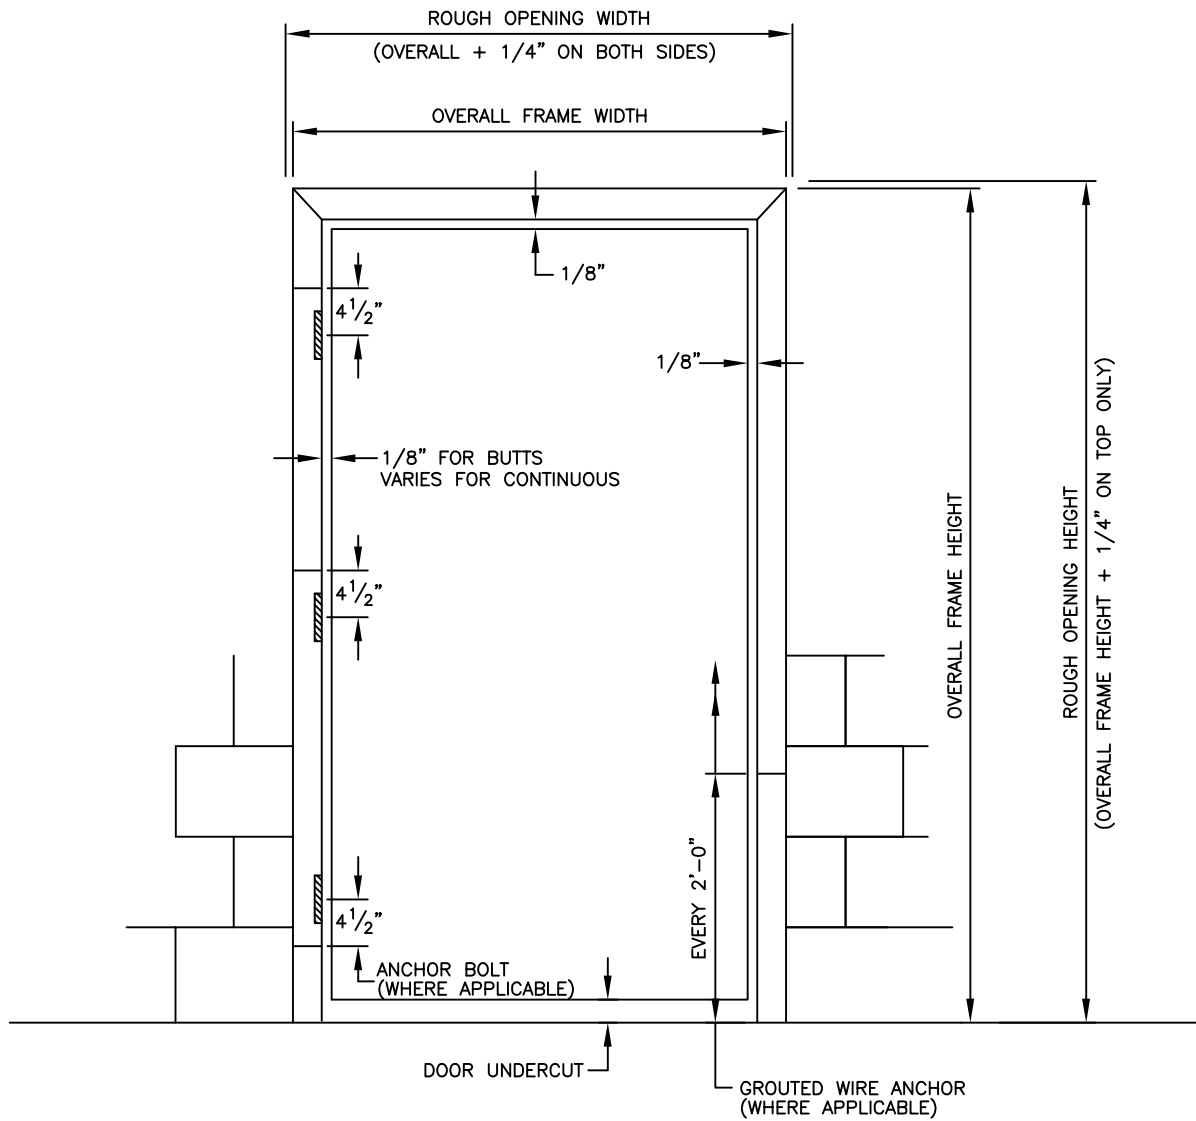 ROUGH OPENING WIDTH
(OVERALL + 1/4" ON BOTH SIDES)
OVERALL FRAME WIDTH
1/8"
4 1/2"
1/8"
1/8" FOR BUTTS
VARIES FOR CONTINUOUS
4 1/2"
OVERALL FRAME HEIGHT
ROUGH OPENING HEIGHT
(OVERALL FRAME HEIGHT + 1/4" ON TOP ONLY)
EVERY 2'-0"
4 1/2"
ANCHOR BOLT
(WHERE APPLICABLE)
DOOR UNDERCUT
GROUTED WIRE ANCHOR
(WHERE APPLICABLE)